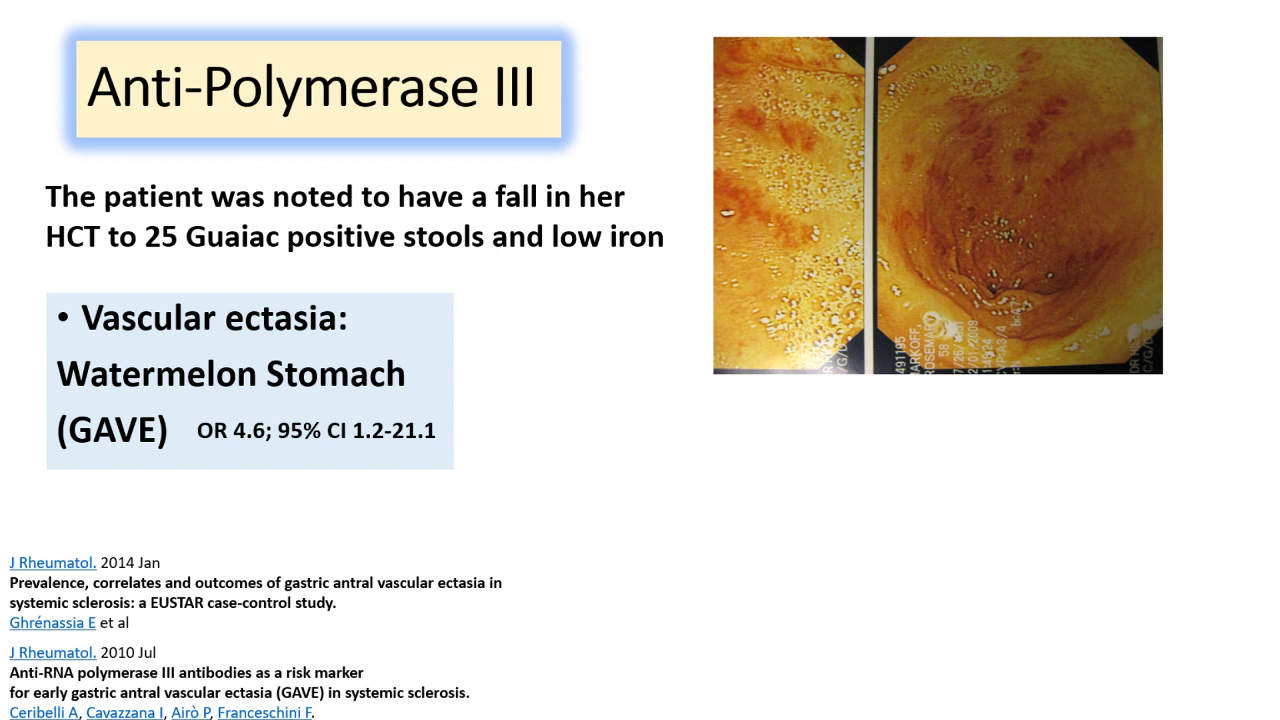 Anti-Polymerase III
The patient was noted to have a fall in her
HCT to 25 Guaiac positive stools and low iron
• Vascular ectasia:
Watermelon Stomach
(GAVE) OR 4.6; 95% CI 1.2-21.1
J Rheumatol. 2014 Jan
Prevalence, correlates and outcomes of gastric antral vascular ectasia in
systemic sclerosis: a EUSTAR case-control study.
Ghrénassia E et al
J Rheumatol. 2010 Jul
Anti-RNA polymerase III antibodies as a risk marker
for early gastric antral vascular ectasia (GAVE) in systemic sclerosis.
Ceribelli A, Cavazzana I, Airò P, Franceschini F.
491195
58
C/G/D
DR
C/G/